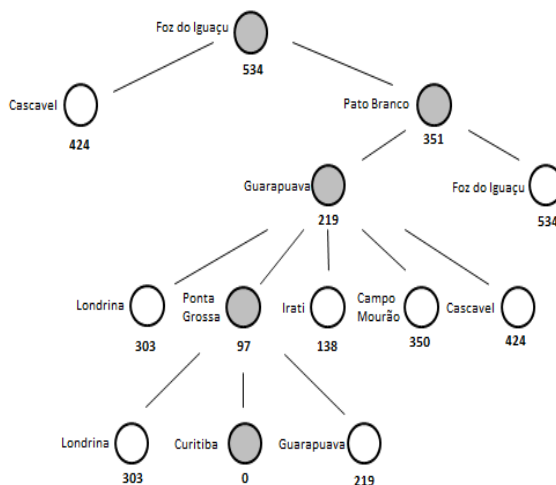 Foz do Iguaçu
534
Cascavel
424
Pato Branco
351
Guarapuava
219
Foz do Iguaçu
534
Londrina
303
Ponta
Grossa
97
Irati
138
Campo
Mourão
350
Cascavel
424
Londrina
303
Curitiba
0
Guarapuava
219